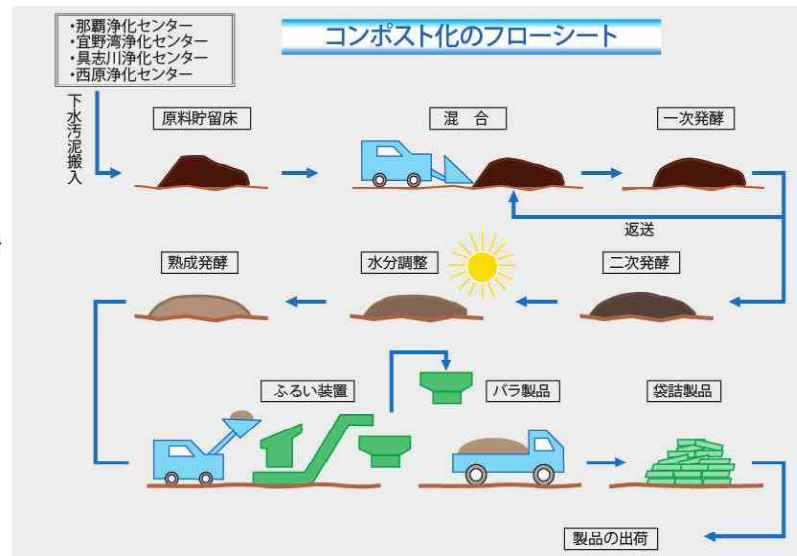 ・那覇浄化センター
・宜野湾浄化センター
・具志川浄化センター
・西原浄化センター
コンポスト化のフローシート
下水汚泥搬入
原料貯留床
混　合
一次発酵
返送
熟成発酵
水分調整
二次発酵
ふるい装置
バラ製品
袋詰製品
製品の出荷